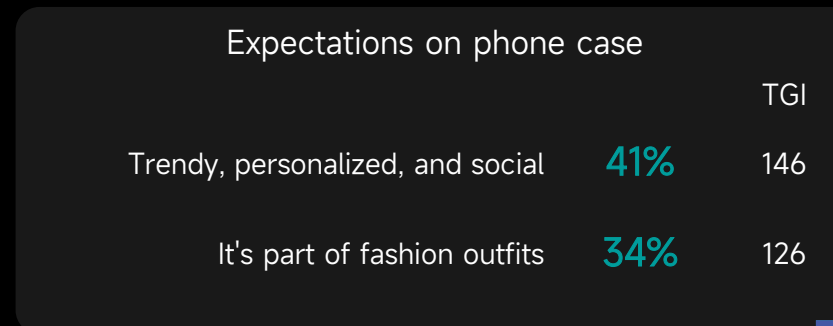 Expectations on phone case
TGI
Trendy, personalized, and social 41% 146
It's part of fashion outfits 34% 126